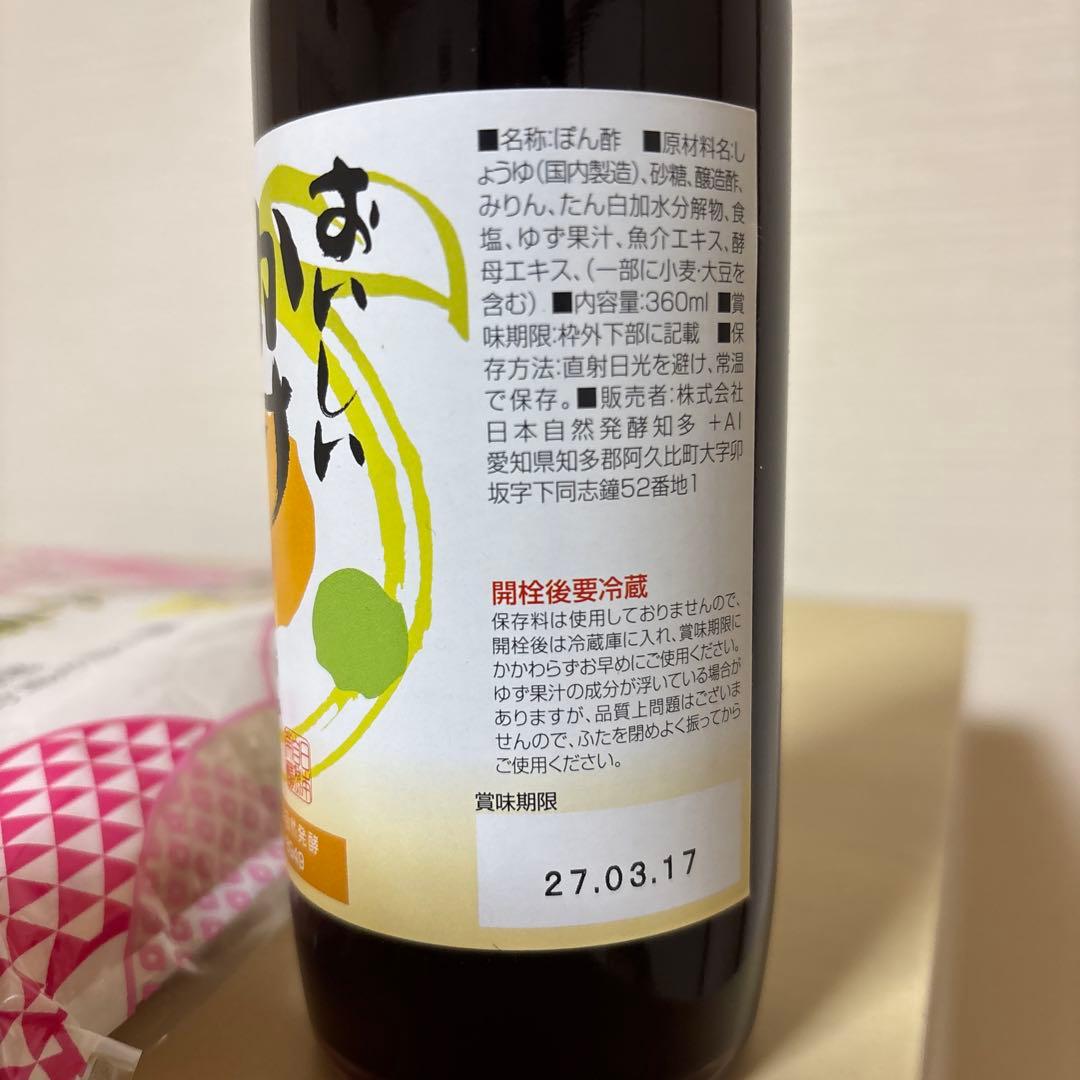 おいしい
■名称:ぽん酢 ■原材料名:し
ょうゆ(国内製造)、砂糖、醸造酢、
みりん、たん白加水分解物、食
塩、ゆず果汁、魚介エキス、酵
母エキス、(一部に小麦・大豆を
含む) ■内容量:360ml ■賞
味期限:枠外下部に記載 ■保
存方法:直射日光を避け、常温
で保存。■販売者:株式会社
日本自然発酵知多 +AI
愛知県知多郡阿久比町大字卯
坂字下同志鐘52番地1
開栓後要冷蔵
保存料は使用しておりませんので、
開栓後は冷蔵庫に入れ、賞味期限に
かかわらずお早めにご使用ください。
ゆず果汁の成分が浮いている場合が
ありますが、品質上問題はございま
せんので、ふたを閉めよく振ってから
ご使用ください。
賞味期限
27.03.17
発酵